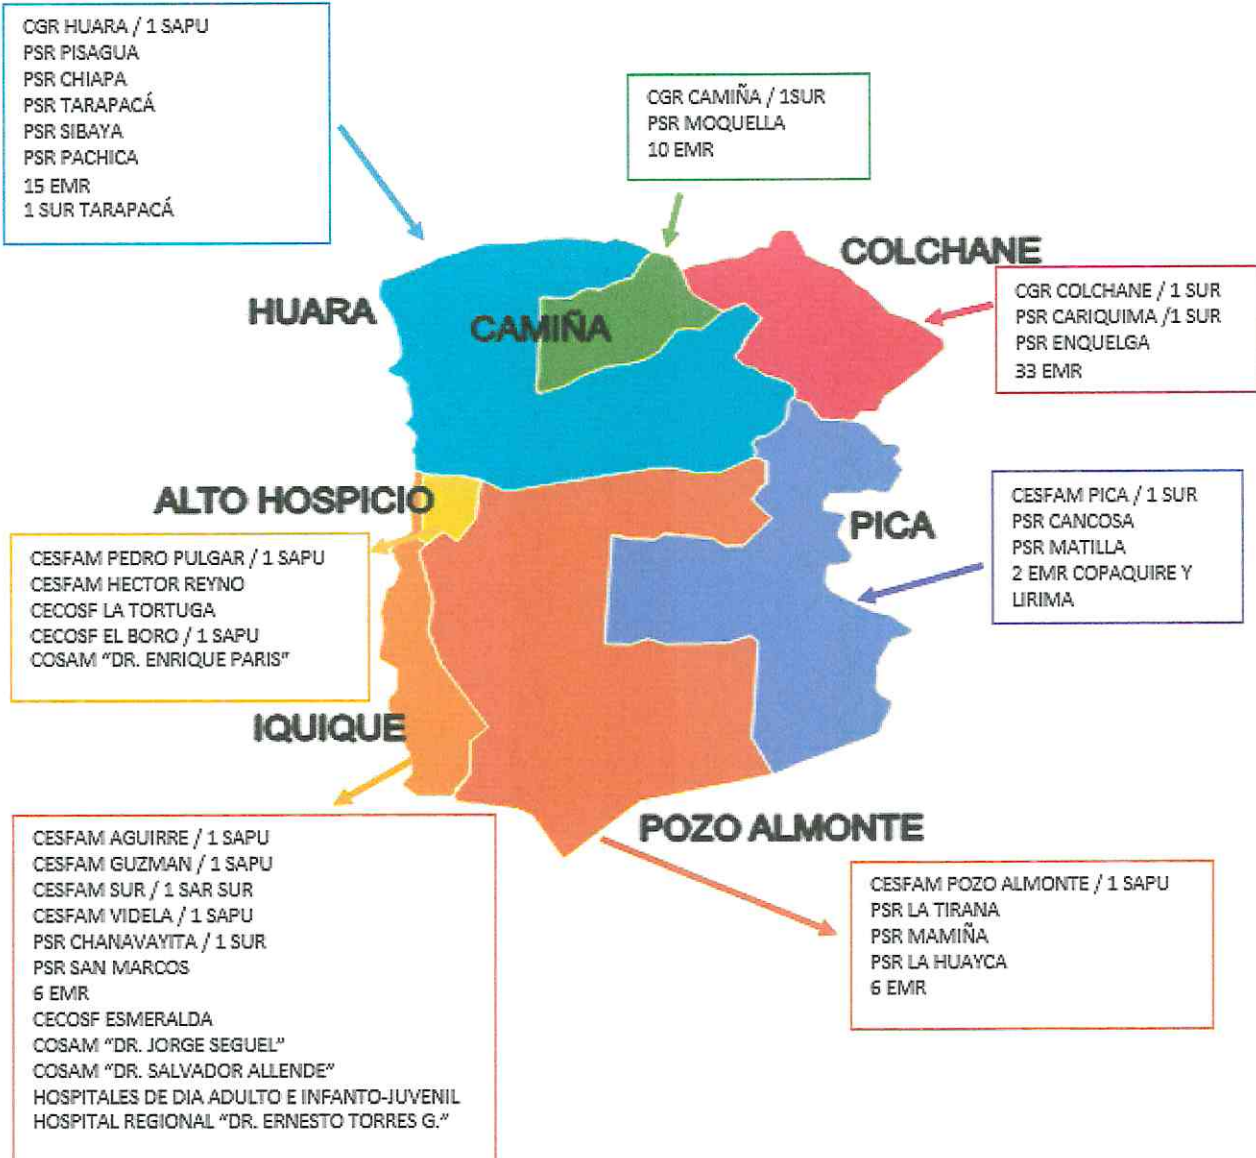 CGR HUARA / 1 SAPU
PSR PISAGUA
PSR CHIAPA
PSR TARAPACÁ
PSR SIBAYA
PSR PACHICA
15 EMR
1 SUR TARAPACÁ
CGR CAMIÑA / 1SUR
PSR MOQUELLA
10 EMR
COLCHANE
CGR COLCHANE / 1 SUR
PSR CARIQUIMA /1 SUR
PSR ENQUELGA
33 EMR
HUARA
CAMIÑA
ALTO HOSPICIO
CESFAM PEDRO PULGAR / 1 SAPU
CESFAM HECTOR REYNO
CECOSF LA TORTUGA
CECOSF EL BORO / 1 SAPU
COSAM "DR. ENRIQUE PARIS"
PICA
CESFAM PICA / 1 SUR
PSR CANCOSA
PSR MATILLA
2 EMR COPAQUIRE Y
LIRIMA
IQUIQUE
CESFAM AGUIRRE / 1 SAPU
CESFAM GUZMAN / 1 SAPU
CESFAM SUR / 1 SAR SUR
CESFAM VIDELA / 1 SAPU
PSR CHANAVAYITA / 1 SUR
PSR SAN MARCOS
6 EMR
CECOSF ESMERALDA
COSAM "DR. JORGE SEGUEL"
COSAM "DR. SALVADOR ALLENDE"
HOSPITALES DE DIA ADULTO E INFANTO-JUVENIL
HOSPITAL REGIONAL "DR. ERNESTO TORRES G."
POZO ALMONTE
CESFAM POZO ALMONTE / 1 SAPU
PSR LA TIRANA
PSR MAMIÑA
PSR LA HUAYCA
6 EMR